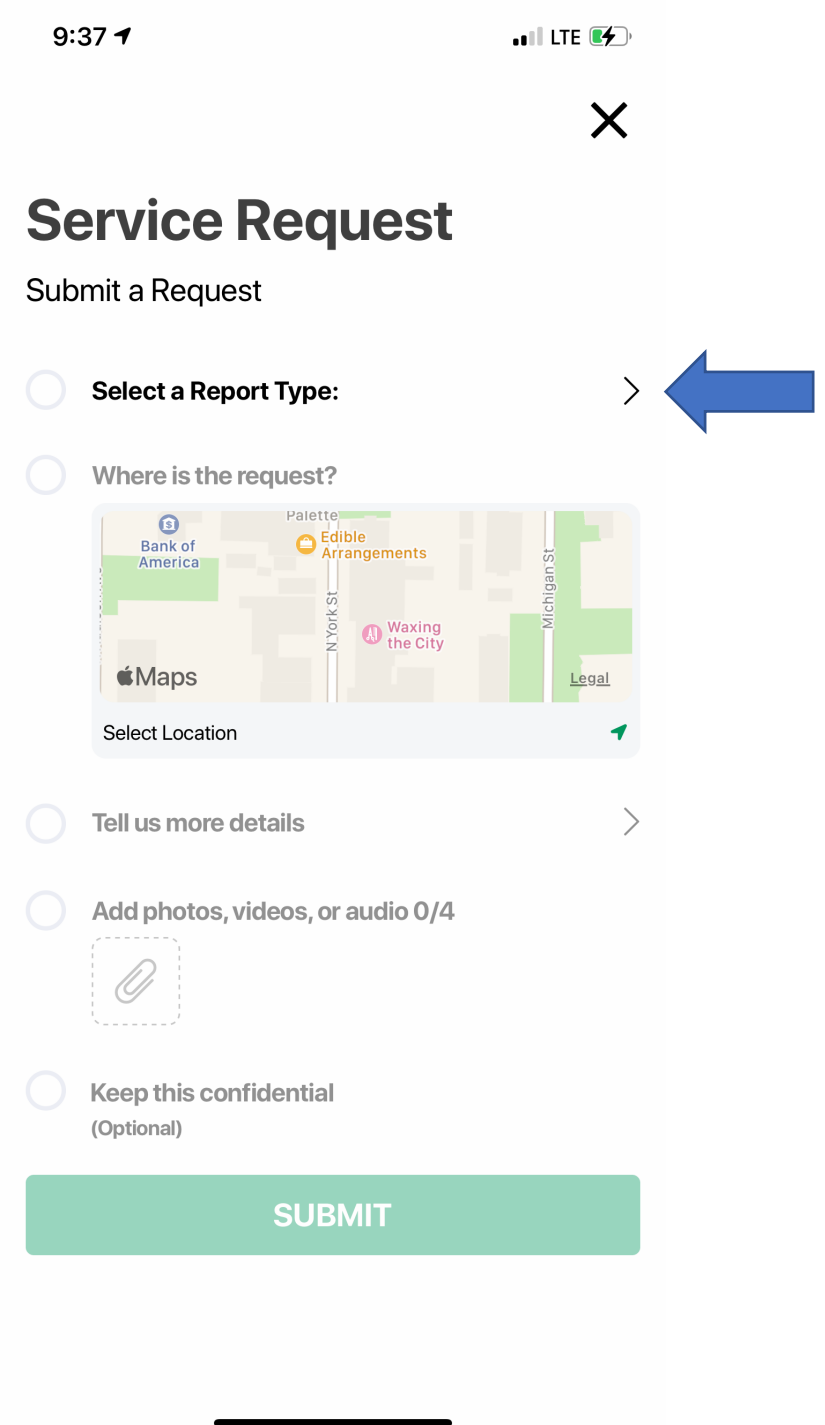 9:37
LTE
Service Request
Submit a Request
Select a Report Type:
Where is the request?
Palette
Bank of
America
Edible
Arrangements
N York St
Michigan St
Waxing
the City
Maps
Legal
Select Location
Tell us more details
Add photos, videos, or audio 0/4
Keep this confidential
(Optional)
SUBMIT